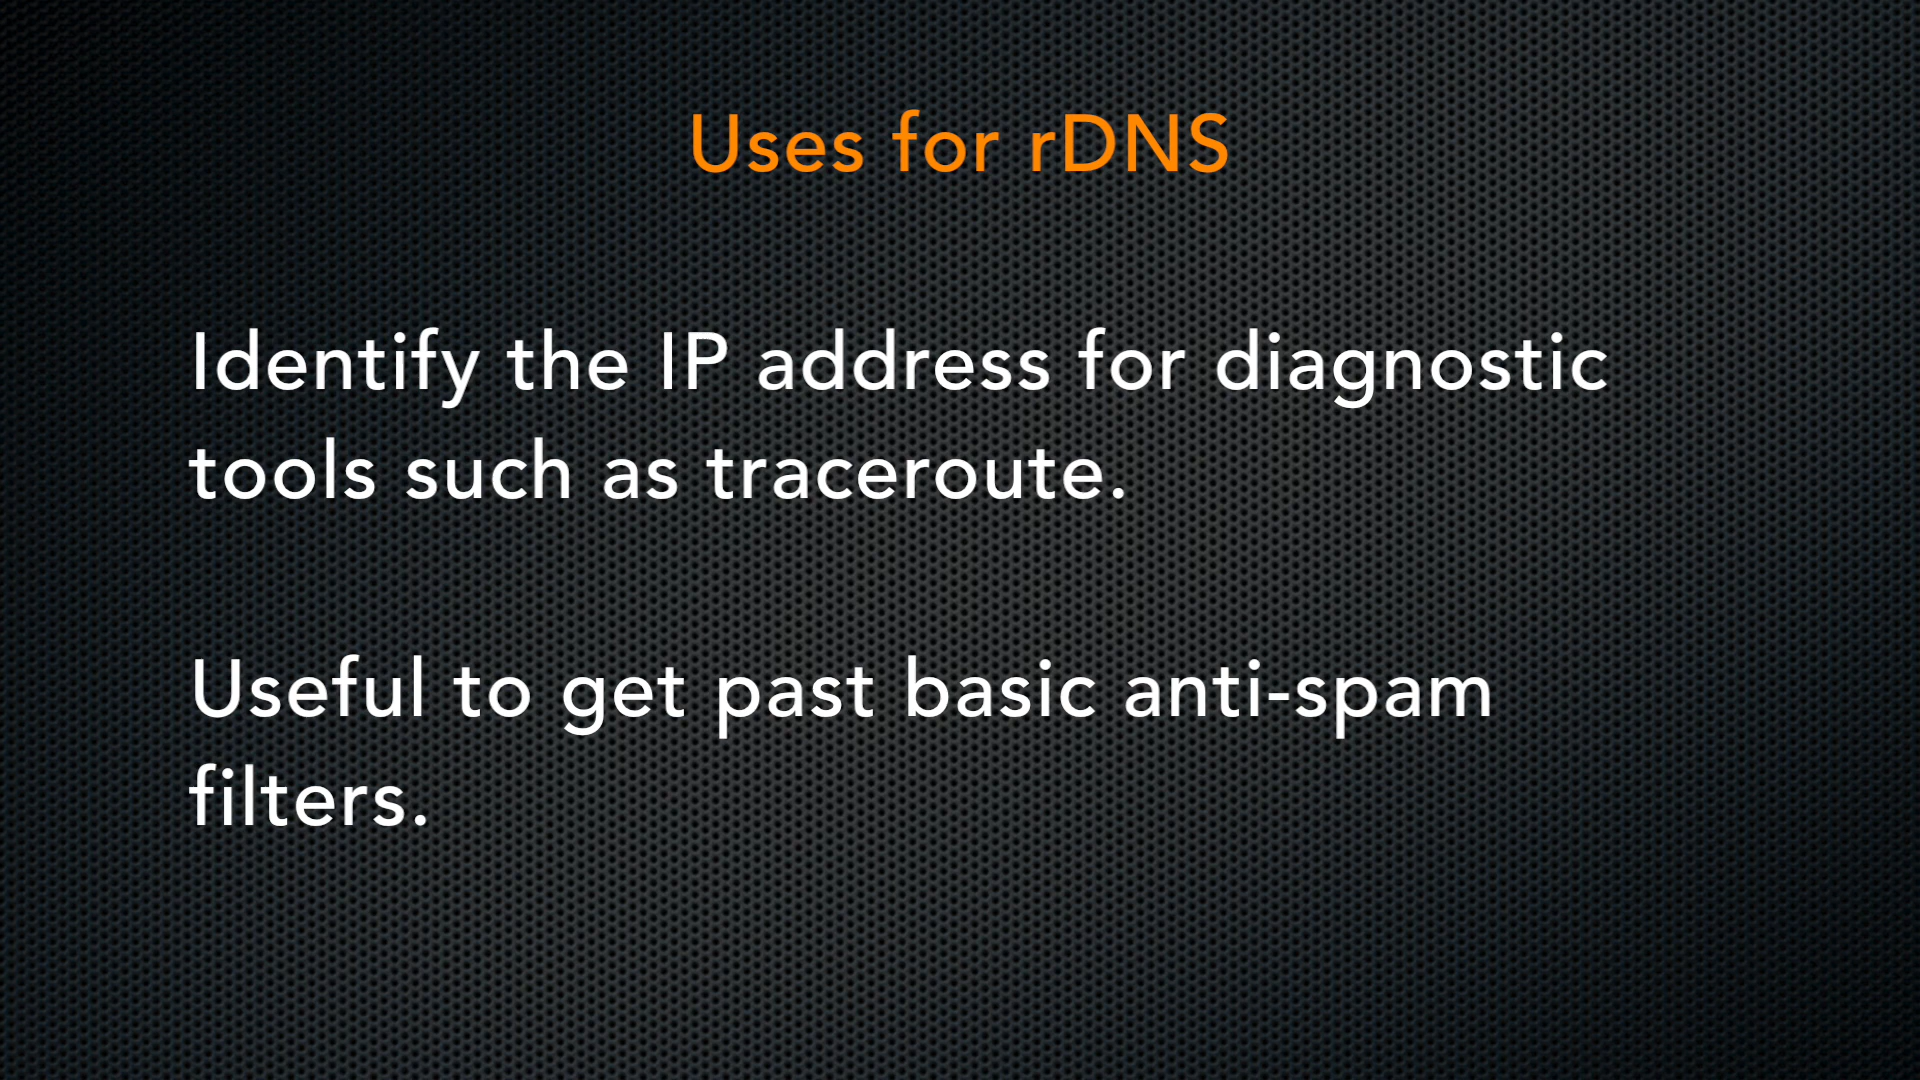 Uses for rDNS
Identify the IP address for diagnostic
tools such as traceroute.
Useful to get past basic anti-spam
filters.